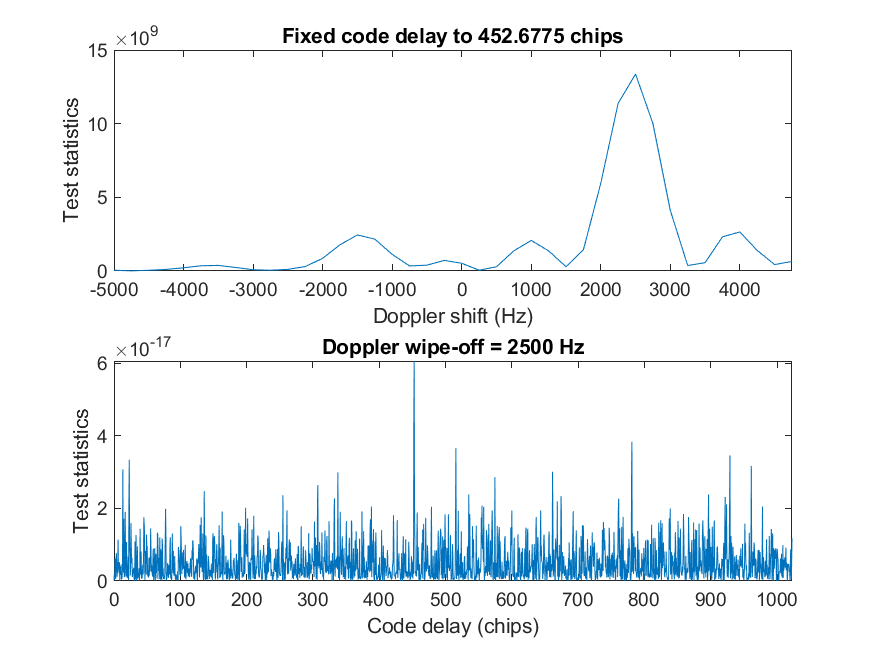 Fixed code delay to 452.6775 chips
×10^9
15
10
5
0
Test statistics
-5000 -4000 -3000 -2000 -1000 0 1000 2000 3000 4000
Doppler shift (Hz)
Doppler wipe-off = 2500 Hz
×10^-17
6
4
2
0
Test statistics
0 100 200 300 400 500 600 700 800 900 1000
Code delay (chips)